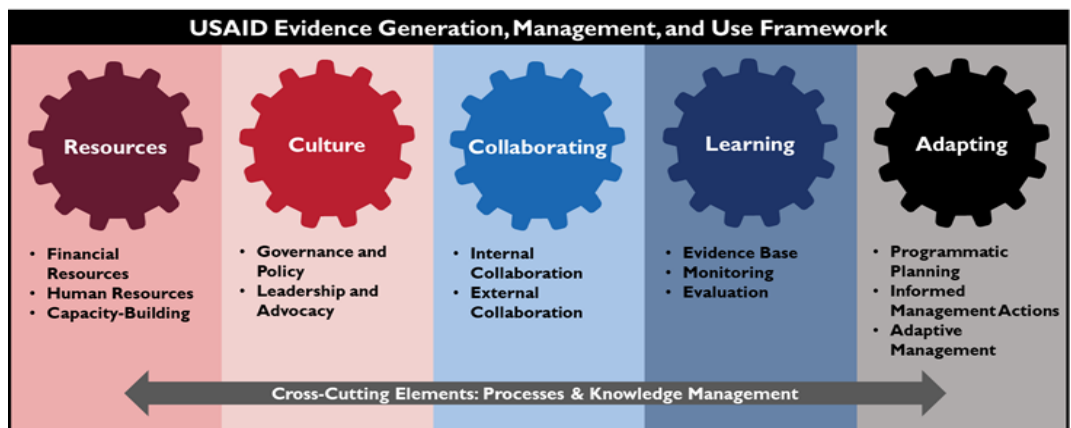 USAID Evidence Generation, Management, and Use Framework
Resources
• Financial
Resources
• Human Resources
• Capacity-Building
Culture
• Governance and
Policy
• Leadership and
Advocacy
Collaborating
• Internal
Collaboration
• External
Collaboration
Learning
• Evidence Base
• Monitoring
• Evaluation
Adapting
• Programmatic
Planning
• Informed
Management Actions
• Adaptive
Management
Cross-Cutting Elements: Processes & Knowledge Management